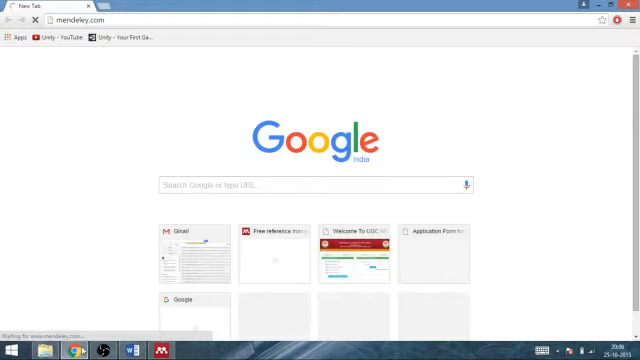 New Tab
mendeley.com
Apps
Unity - YouTube
Unity - Your First Ga...
Google
India
Search Google or type URL
Gmail
Free reference mana
Welcome To UGC
Application Form for
Google
Waiting for www.mendeley.com...
20:06
25-10-2015